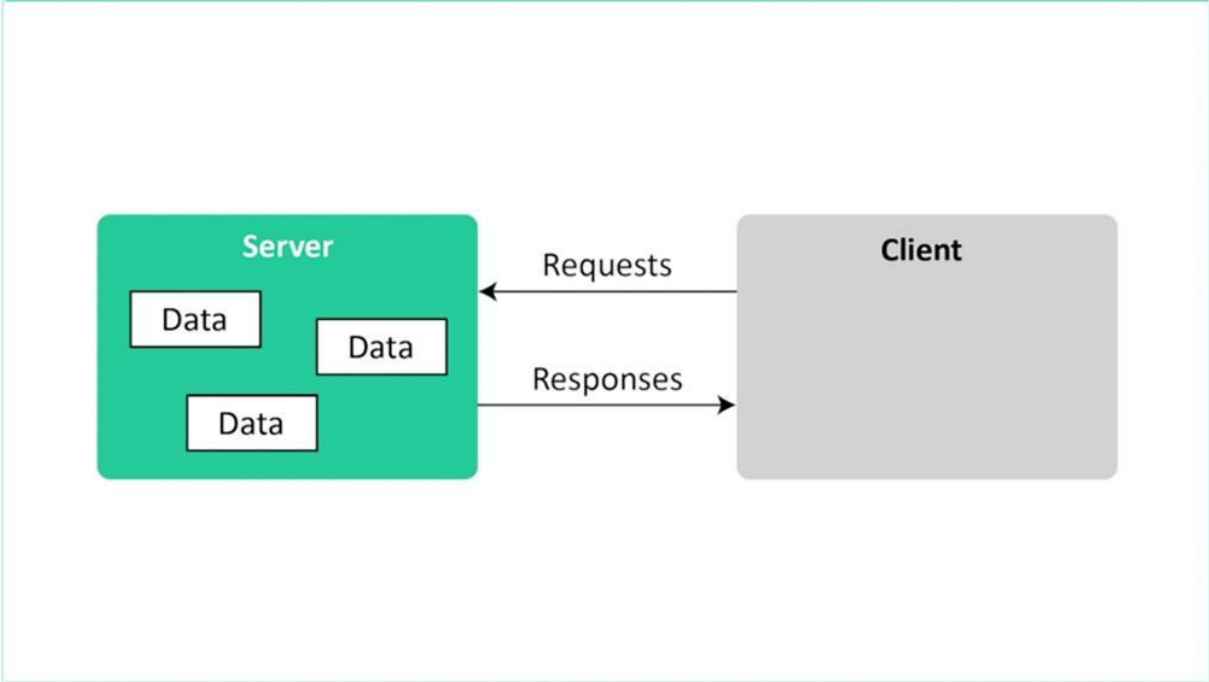 Server
Data
Data
Data
Requests
Responses
Client